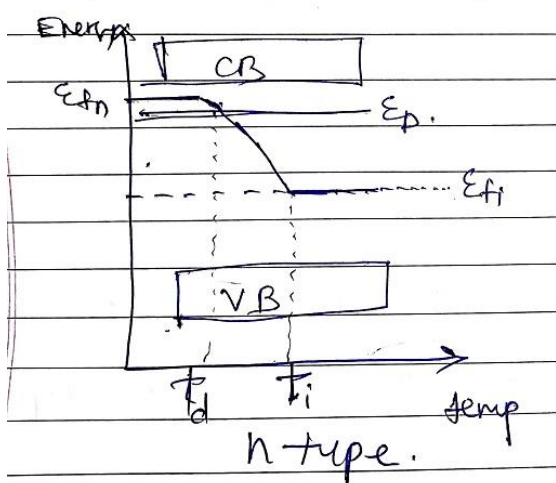 Energy
CB
Efn
ED.
Efi
VB
Td
Ti
temp
n type.